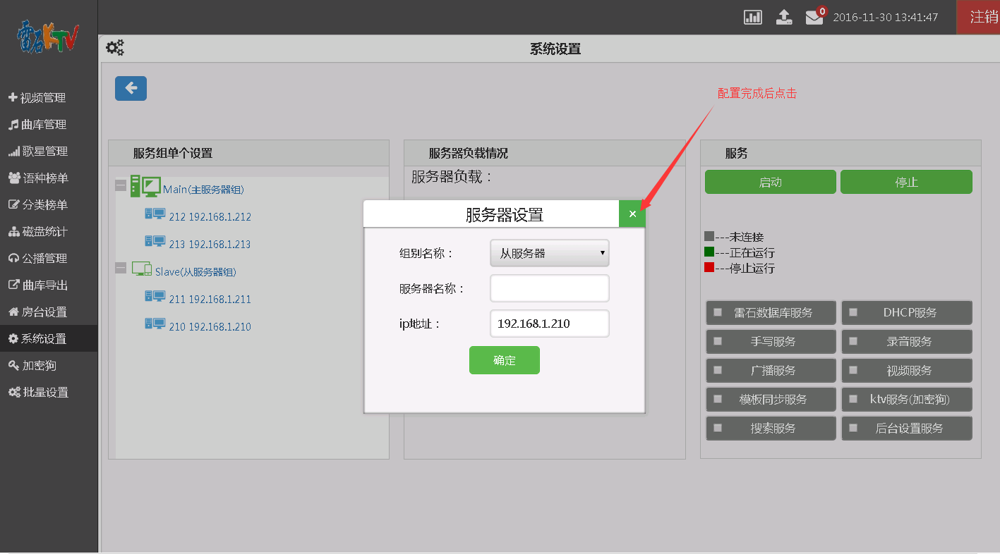 雷石KTV
0
2016-11-30 13:41:47
注销
系统设置
视频管理
曲库管理
歌星管理
语种榜单
分类榜单
磁盘统计
公播管理
曲库导出
房台设置
系统设置
加密狗
批量设置
配置完成后点击
服务组单个设置
Main(主服务器组)
212 192.168.1.212
213 192.168.1.213
Slave(从服务器组)
211 192.168.1.211
210 192.168.1.210
服务器负载情况
服务器负载：
服务器设置
×
组别名称：
从服务器
服务器名称：
ip地址：
192.168.1.210
确定
服务
启动
停止
---未连接
---正在运行
---停止运行
雷石数据库服务
DHCP服务
手写服务
录音服务
广播服务
视频服务
模板同步服务
ktv服务(加密狗)
搜索服务
后台设置服务